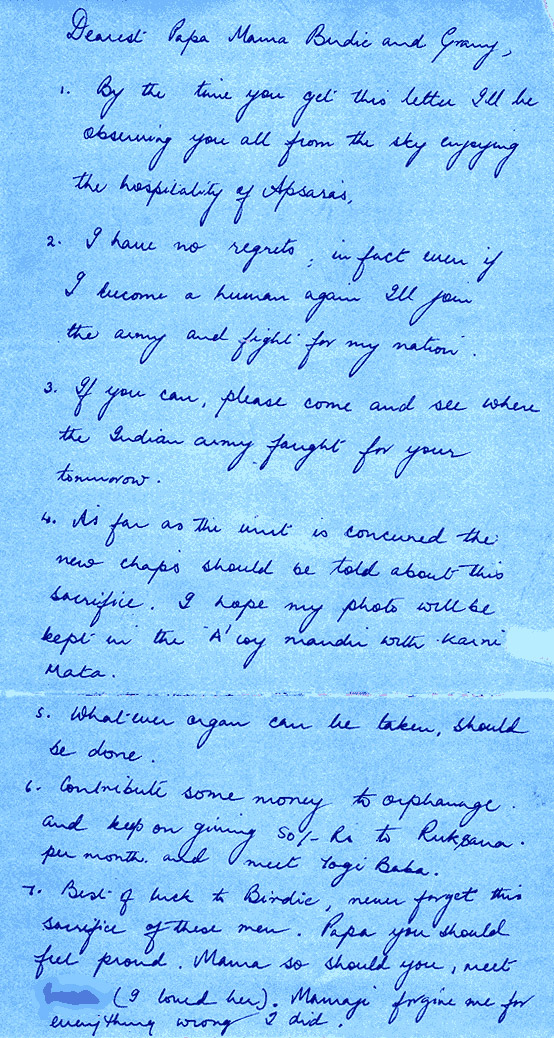 Dearest Papa Mama Birdie and Grany,
1. By the time you get this letter I'll be
observing you all from the sky enjoying
the hospitality of Apsaras.
2. I have no regrets, in fact even if
I become a human again I'll join
the army and fight for my nation.
3. If you can, please come and see where
the Indian army fought for your
tommorow.
4. As far as the unit is concerned the
new chaps should be told about this
sacrifice. I hope my photo will be
kept in the 'A' coy mandir with Karni
Mata.
5. Whatever organ can be taken, should
be done.
6. Contribute some money to orphanage.
and keep on giving 50/- Rs to Ruksana.
per month. and meet Yogi Baba.
7. Best of luck to Birdie, never forget this
sacrifice of these men. Papa you should
feel proud. Mama so should you, meet
(I loved her). Mamaji forgive me for
everything wrong I did.